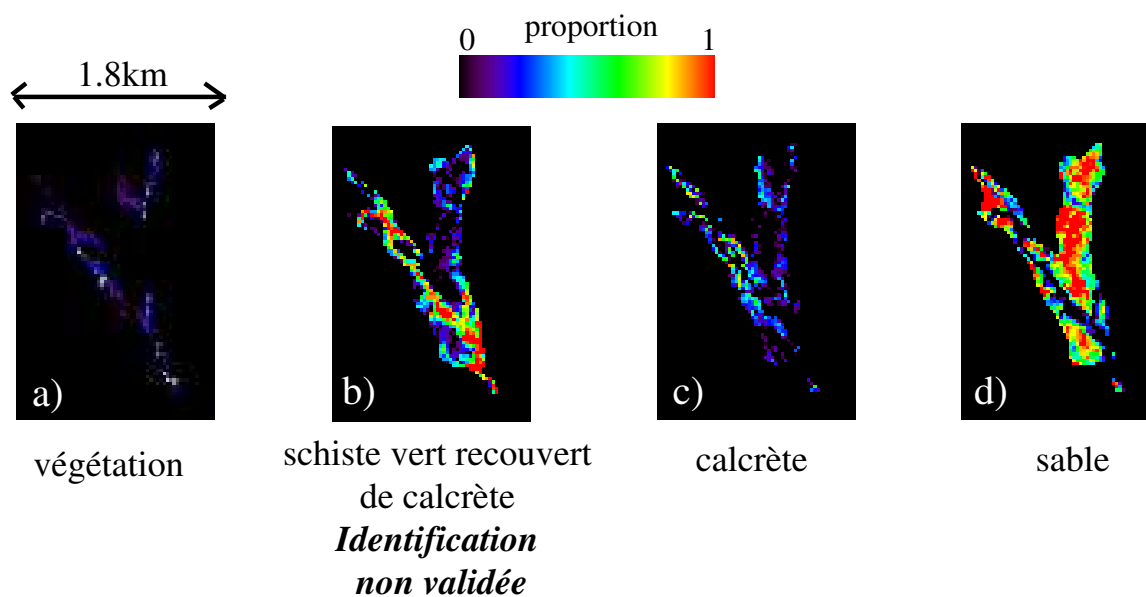 proportion
0 1
1.8km
a) b) c) d)
végétation
schiste vert recouvert
de calcrète
Identification
non validée
calcrète
sable